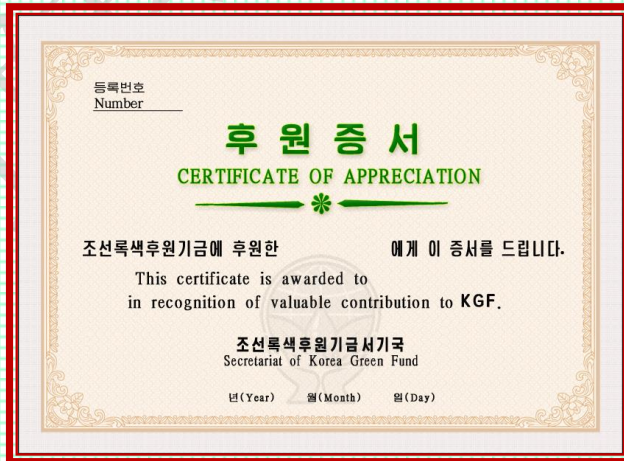 등록번호
Number
후원증서
CERTIFICATE OF APPRECIATION
조선록색후원기금에 후원한 에게 이 증서를 드립니다.
This certificate is awarded to
in recognition of valuable contribution to KGF.
조선록색후원기금서기국
Secretariat of Korea Green Fund
년(Year) 월(Month) 일(Day)